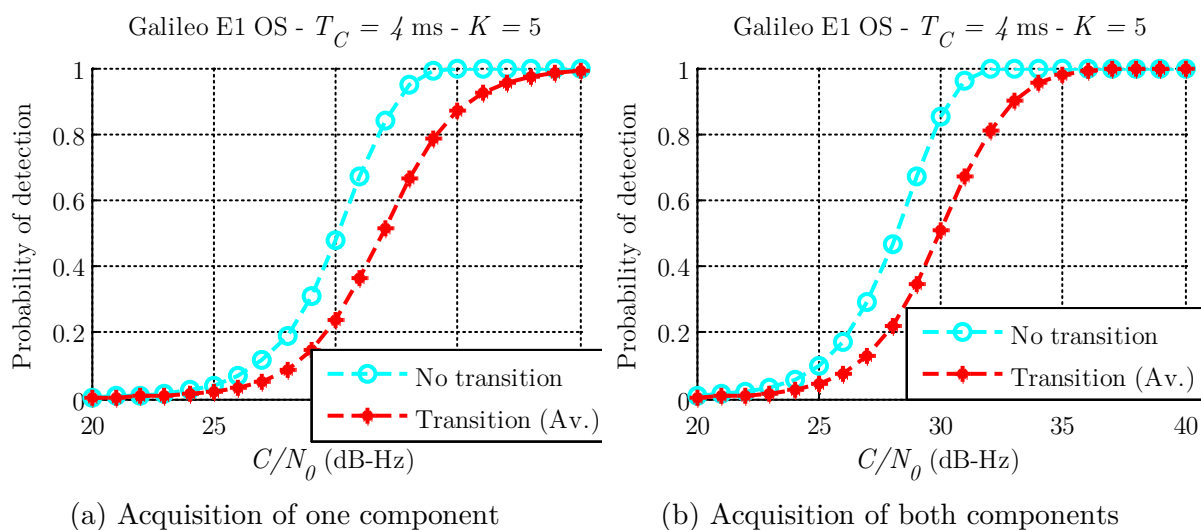 Galileo E1 OS - T_C = 4 ms - K = 5
1
0.8
0.6
0.4
0.2
0
Probability of detection
20
25
C/N_0 (dB-Hz)
No transition
Transition (Av.)
(a) Acquisition of one component
Galileo E1 OS - T_C = 4 ms - K = 5
1
0.8
0.6
0.4
0.2
0
Probability of detection
20
25
30
35
40
C/N_0 (dB-Hz)
No transition
Transition (Av.)
(b) Acquisition of both components